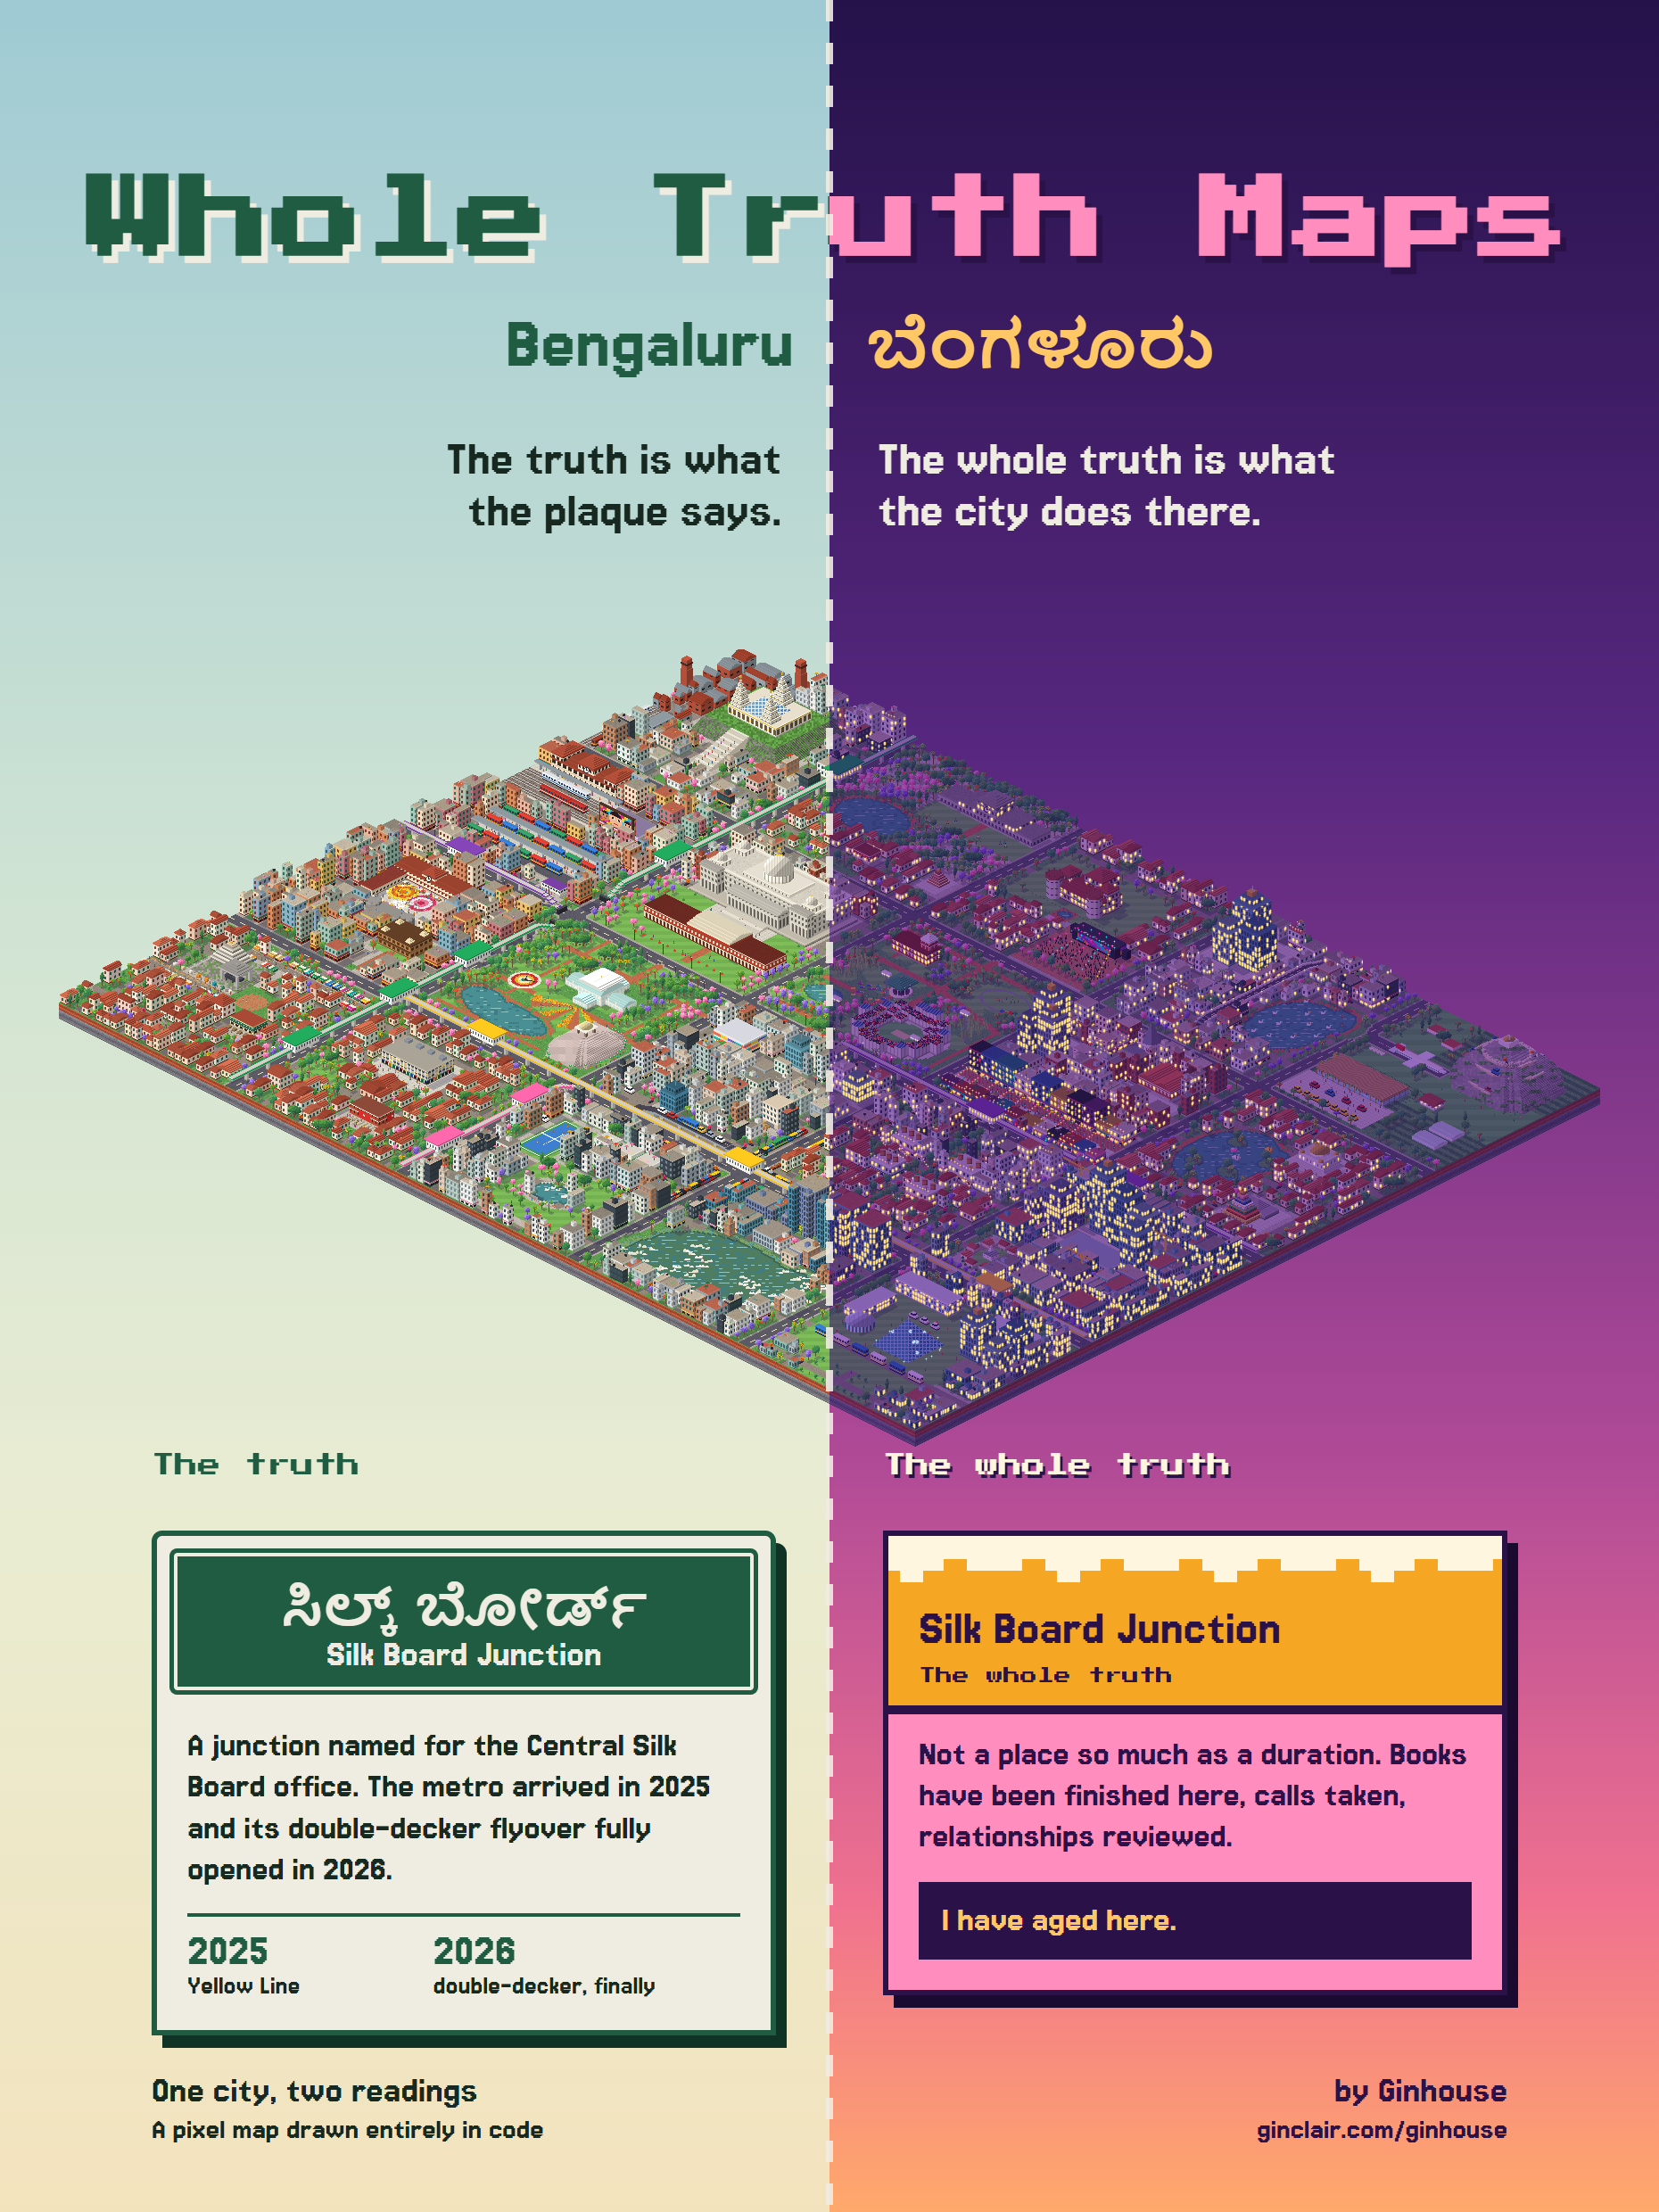 Whole Truth Maps
Bengaluru
ಬೆಂಗಳೂರು
The truth is what
the plaque says.
The whole truth is what
the city does there.
The truth
ಸಿಲ್ಕ್ ಬೋರ್ಡ್
Silk Board Junction
A junction named for the Central Silk
Board office. The metro arrived in 2025
and its double-decker flyover fully
opened in 2026.
2025
Yellow Line
2026
double-decker, finally
The whole truth
Silk Board Junction
The whole truth
Not a place so much as a duration. Books
have been finished here, calls taken,
relationships reviewed.
I have aged here.
One city, two readings
A pixel map drawn entirely in code
by Ginhouse
ginclair.com/ginhouse